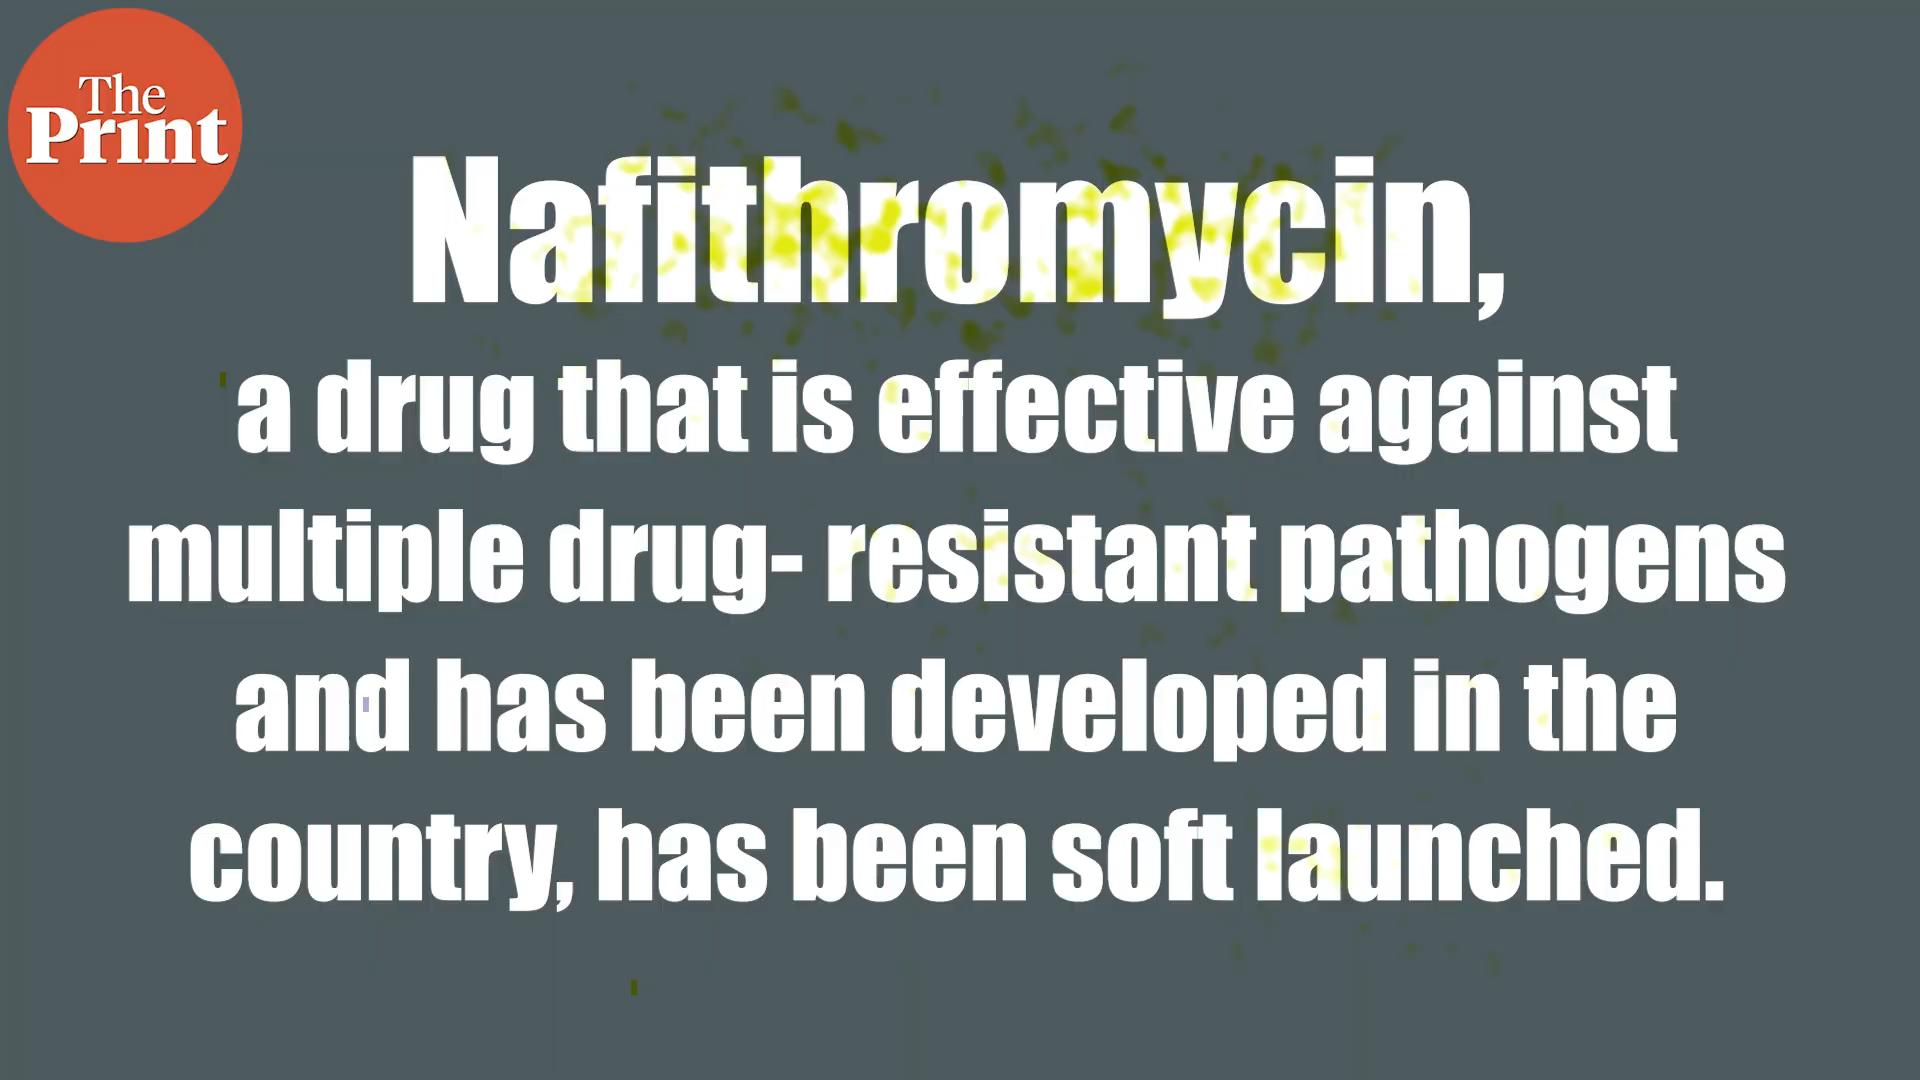 The
Print
Nafithromycin,
a drug that is effective against
multiple drug- resistant pathogens
and has been developed in the
country, has been soft launched.